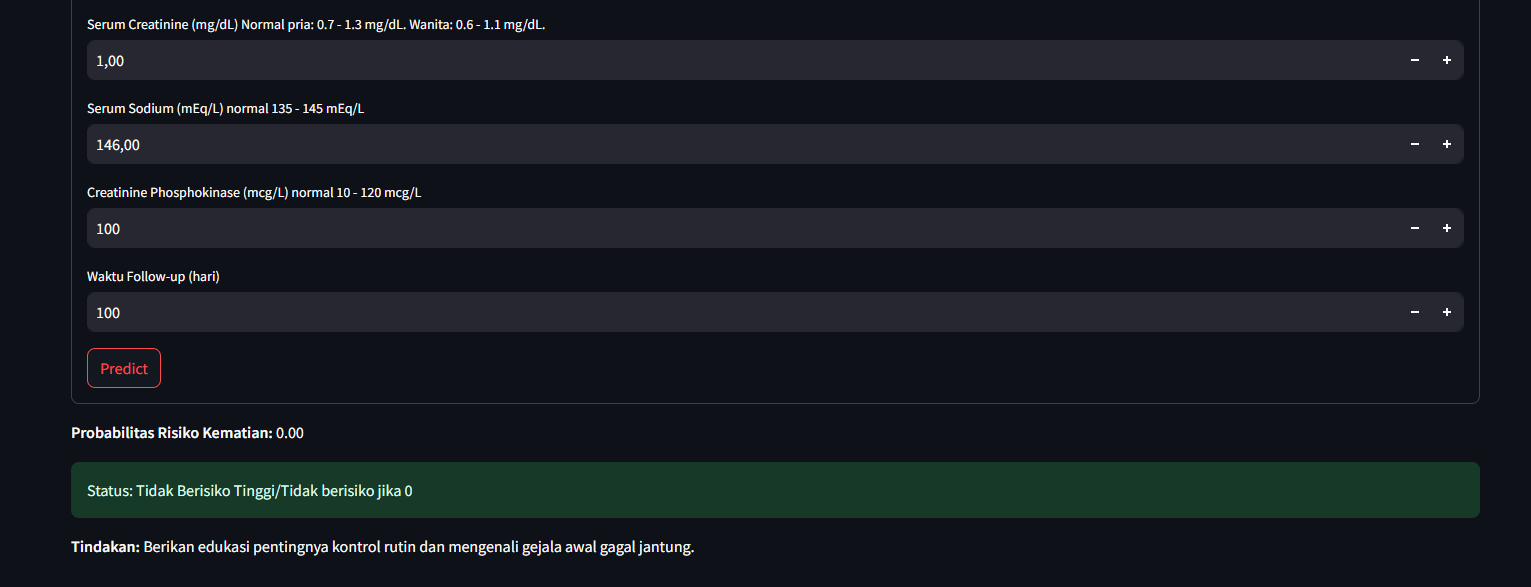 Serum Creatinine (mg/dL) Normal pria: 0.7 - 1.3 mg/dL. Wanita: 0.6 - 1.1 mg/dL.
1,00
Serum Sodium (mEq/L) normal 135 - 145 mEq/L
146,00
Creatinine Phosphokinase (mcg/L) normal 10 - 120 mcg/L
100
Waktu Follow-up (hari)
100
Predict
Probabilitas Risiko Kematian: 0.00
Status: Tidak Berisiko Tinggi/Tidak berisiko jika 0
Tindakan: Berikan edukasi pentingnya kontrol rutin dan mengenali gejala awal gagal jantung.